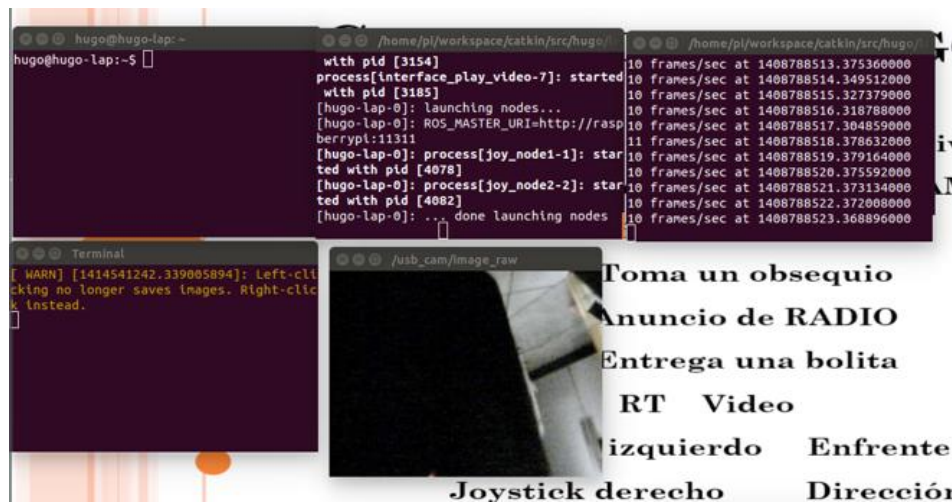 hugo@hugo-lap: ~
hugo@hugo-lap:~$
/home/pi/workspace/catkin/src/hugo/
with pid [3154]
process[interface_play_video-7]: started
with pid [3185]
[hugo-lap-0]: launching nodes...
[hugo-lap-0]: ROS_MASTER_URI=http://rasp
berrypi:11311
[hugo-lap-0]: process[joy_node1-1]: star
ted with pid [4078]
[hugo-lap-0]: process[joy_node2-2]: star
ted with pid [4082]
[hugo-lap-0]: ... done launching nodes
/home/pi/workspace/catkin/src/hugo/
10 frames/sec at 1408788513.375360000
10 frames/sec at 1408788514.349512000
10 frames/sec at 1408788515.327379000
10 frames/sec at 1408788516.318788000
10 frames/sec at 1408788517.304859000
11 frames/sec at 1408788518.378632000
10 frames/sec at 1408788519.379164000
10 frames/sec at 1408788520.375592000
10 frames/sec at 1408788521.373134000
10 frames/sec at 1408788522.372008000
10 frames/sec at 1408788523.368896000
Terminal
[ WARN] [1414541242.339005894]: Left-cli
cking no longer saves images. Right-clic
k instead.
/usb_cam/image_raw
Toma un obsequio
Anuncio de RADIO
Entrega una bolita
RT Video
izquierdo Enfrente
Joystick derecho Dirección